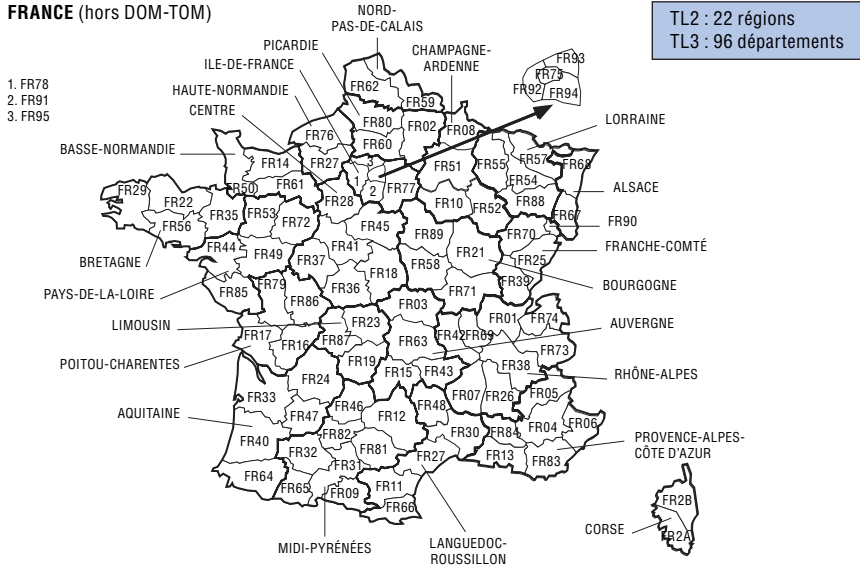 FRANCE (hors DOM-TOM)
TL2 : 22 régions
TL3 : 96 départements
1. FR78
2. FR91
3. FR95
NORD-
PAS-DE-CALAIS
PICARDIE
CHAMPAGNE-
ARDENNE
ILE-DE-FRANCE
HAUTE-NORMANDIE
CENTRE
BASSE-NORMANDIE
LORRAINE
ALSACE
FR90
FRANCHE-COMTÉ
BOURGOGNE
BRETAGNE
PAYS-DE-LA-LOIRE
LIMOUSIN
AUVERGNE
POITOU-CHARENTES
RHÔNE-ALPES
AQUITAINE
PROVENCE-ALPES-
CÔTE D'AZUR
CORSE
MIDI-PYRÉNÉES
LANGUEDOC-
ROUSSILLON
FR93
FR75
FR92
FR94
FR62
FR59
FR80
FR02
FR08
FR76
FR60
FR14
FR27
3
1
2
FR77
FR51
FR55
FR57
FR68
FR54
FR50
FR61
FR28
FR10
FR52
FR88
FR67
FR29
FR22
FR35
FR56
FR53
FR72
FR45
FR89
FR70
FR44
FR49
FR37
FR41
FR58
FR21
FR25
FR39
FR85
FR79
FR86
FR36
FR18
FR71
FR03
FR01
FR74
FR17
FR16
FR87
FR23
FR63
FR42
FR69
FR73
FR19
FR15
FR43
FR38
FR24
FR33
FR47
FR46
FR12
FR48
FR07
FR26
FR05
FR40
FR82
FR81
FR30
FR84
FR04
FR06
FR32
FR31
FR27
FR13
FR83
FR64
FR65
FR09
FR11
FR66
FR2B
FR2A